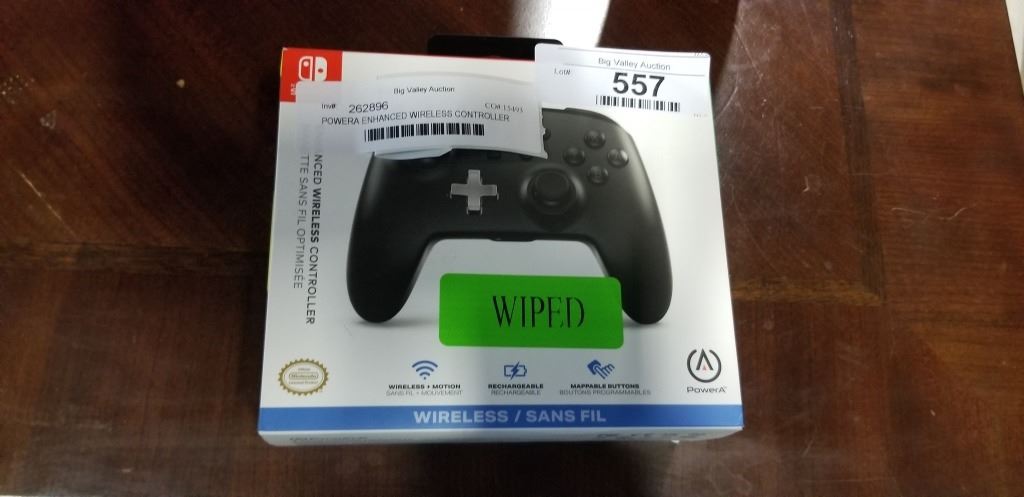 Big Valley Auction
Lot#
557
Big Valley Auction
Inv# 262896
CO# 15493
POWERA ENHANCED WIRELESS CONTROLLER
NCED WIRELESS CONTROLLER
TTE SANS FIL OPTIMISÉE
WIPED
Nintendo
WIRELESS + MOTION
SANS FIL + MOUVEMENT
RECHARGEABLE
RECHARGEABLE
MAPPABLE BUTTONS
BOUTONS PROGRAMMABLES
PowerA
WIRELESS / SANS FIL